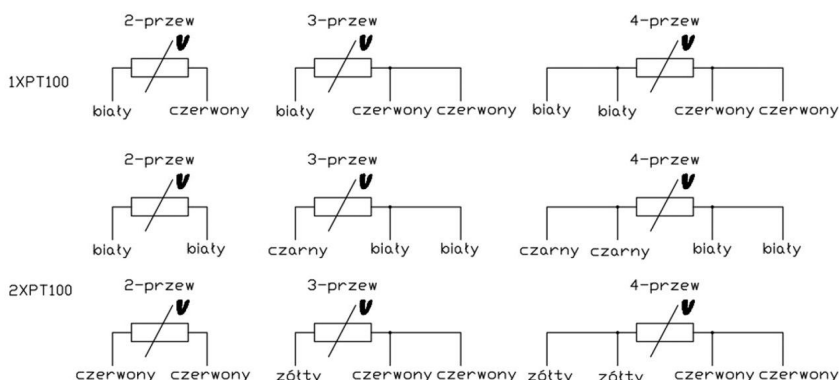 2-przew 3-przew 4-przew
V V V
1XPT100
biały czerwony biały czerwony czerwony biały biały czerwony czerwony
2-przew 3-przew 4-przew
V V V
biały biały czarny biały biały czarny czarny biały biały
2XPT100
2-przew 3-przew 4-przew
V V V
czerwony czerwony żółty czerwony czerwony żółty żółty czerwony czerwony